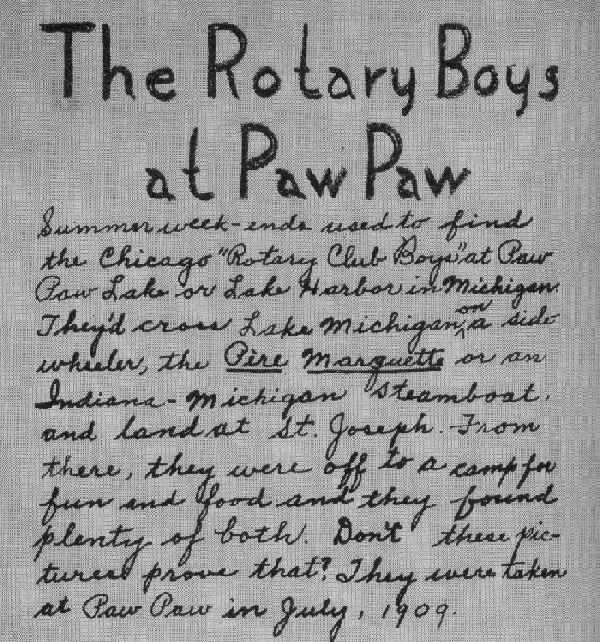 The Rotary Boys
at Paw Paw
Summer week-ends used to find
the Chicago "Rotary Club Boys" at Paw
Paw Lake or Lake Harbor in Michigan.
They'd cross Lake Michigan, on a side
wheeler, the Pire Marquette or an
Indiana-Michigan steamboat,
and land at St. Joseph. From
there, they were off to a camp for
fun and food and they found
plenty of both. Don't these pic-
tures prove that? They were taken
at Paw Paw in July, 1909.